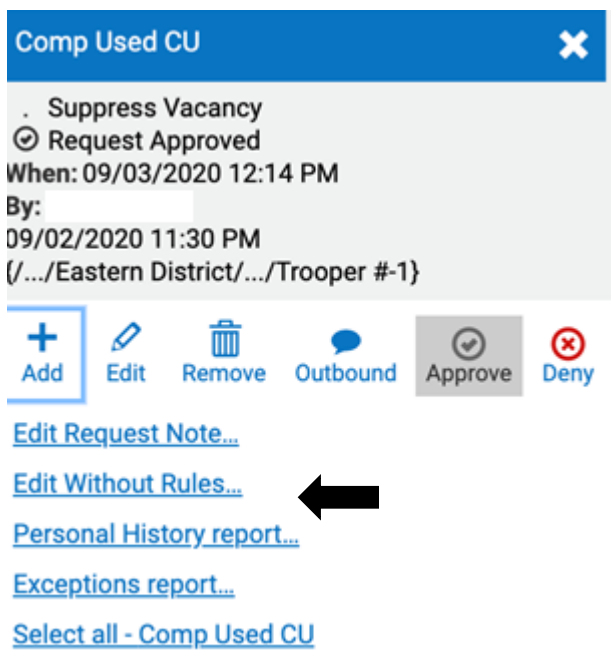 Comp Used CU
. Suppress Vacancy
Request Approved
When: 09/03/2020 12:14 PM
By:
09/02/2020 11:30 PM
{/.../Eastern District/.../Trooper #-1}
Add Edit Remove Outbound Approve Deny
Edit Request Note...
Edit Without Rules...
Personal History report...
Exceptions report...
Select all - Comp Used CU